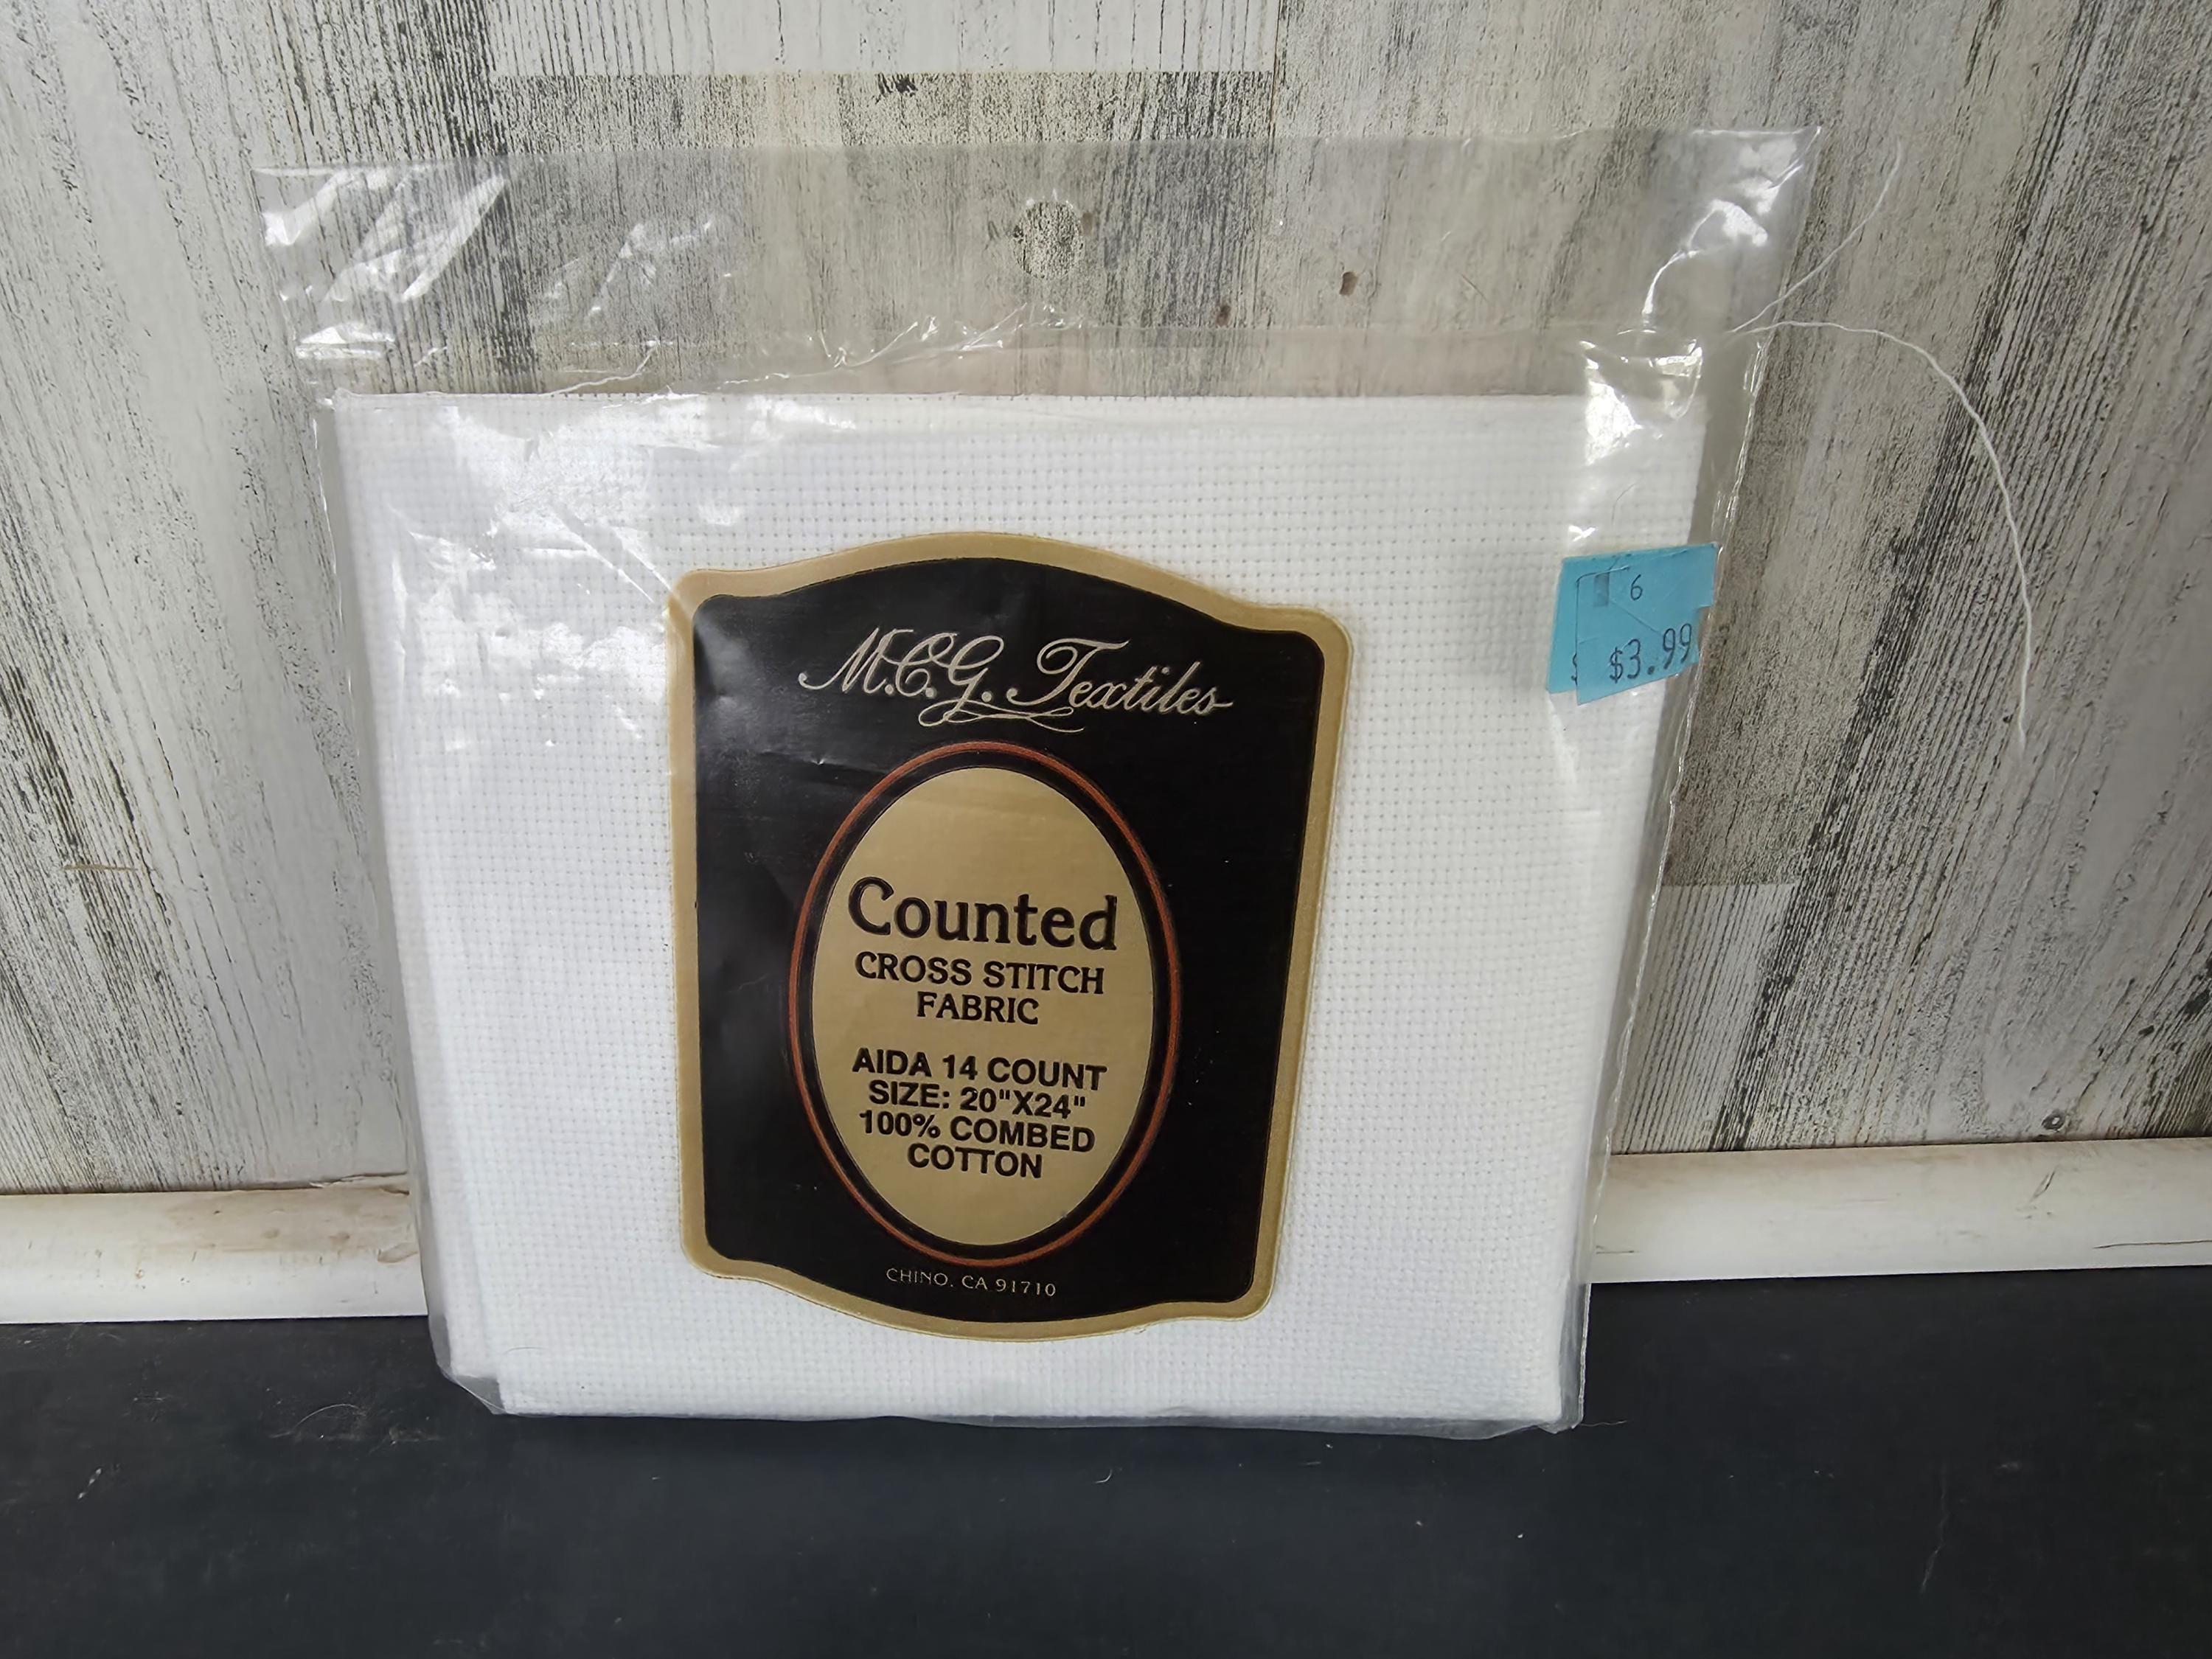 M.C.G. Textiles
Counted
CROSS STITCH
FABRIC
AIDA 14 COUNT
SIZE: 20"X24"
100% COMBED
COTTON
CHINO, CA 91710
6
$3.99